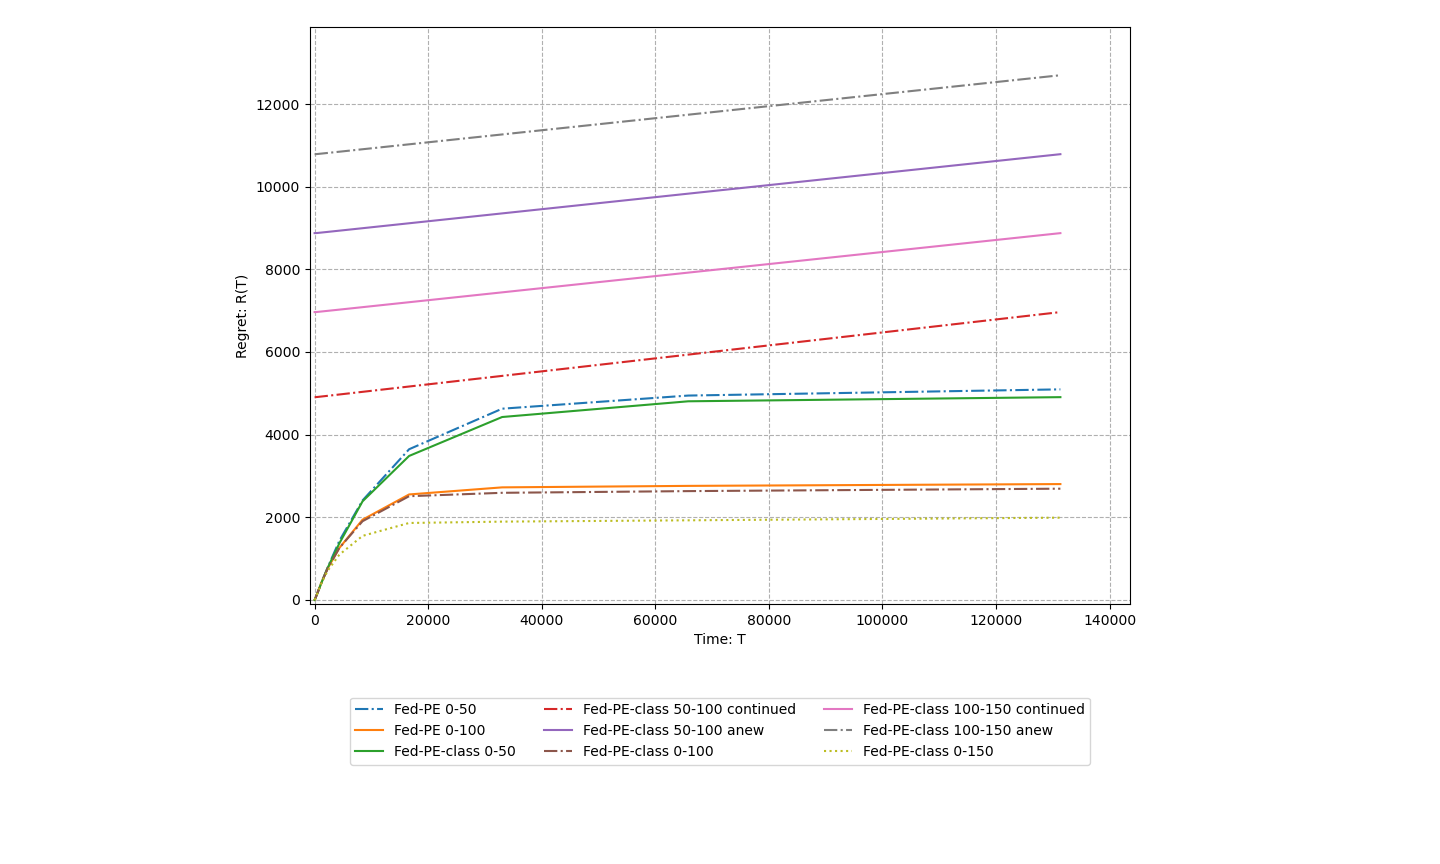 12000
10000
8000
6000
4000
2000
0
Regret: R(T)
0 20000 40000 60000 80000 100000 120000 140000
Time: T
Fed-PE 0-50
Fed-PE 0-100
Fed-PE-class 0-50
Fed-PE-class 50-100 continued
Fed-PE-class 50-100 anew
Fed-PE-class 0-100
Fed-PE-class 100-150 continued
Fed-PE-class 100-150 anew
Fed-PE-class 0-150